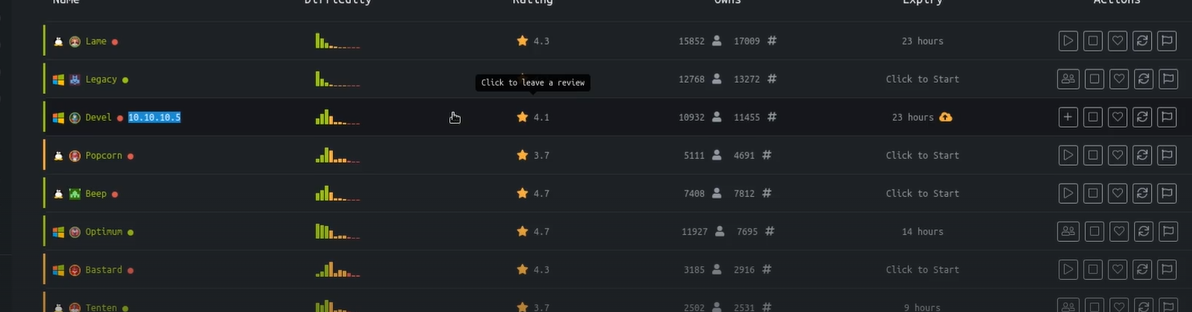 Name Difficulty Rating Owns Expiry Actions
Lame 4.3 15852 17009 # 23 hours
Legacy 12768 13272 # Click to Start
Click to leave a review
Devel 10.10.10.5 4.1 10932 11455 # 23 hours
Popcorn 3.7 5111 4691 # Click to Start
Beep 4.7 7408 7812 # Click to Start
Optimum 4.7 11927 7695 # 14 hours
Bastard 4.3 3185 2916 # Click to Start
Tenten 3.7 2502 2531 # 9 hours